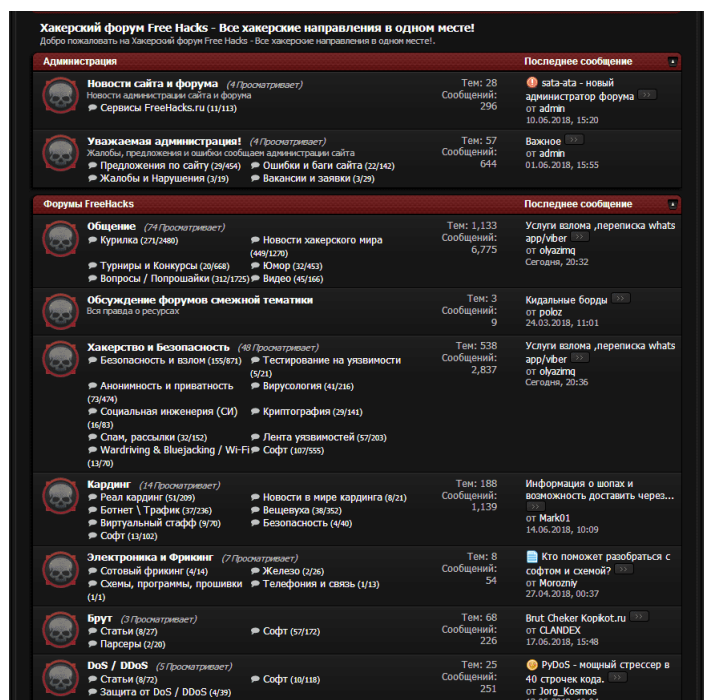 Хакерский форум Free Hacks - Все хакерские направления в одном месте!
Добро пожаловать на Хакерский форум Free Hacks - Все хакерские направления в одном месте!.
Администрация Последнее сообщение
Новости сайта и форума (4 Просматривает) Тем: 28 sata-ata - новый
Новости администрации сайта и форума Сообщений: администратор форума
Сервисы FreeHacks.ru (11/113) 296 от admin
10.06.2018, 15:20
Уважаемая администрация! (4 Просматривает) Тем: 57 Важное
Жалобы, предложения и ошибки сообщаем администрации сайта Сообщений: от admin
Предложения по сайту (29/454) Ошибки и баги сайта (22/142) 644 01.06.2018, 15:55
Жалобы и Нарушения (3/19) Вакансии и заявки (3/29)
Форумы FreeHacks Последнее сообщение
Общение (74 Просматривает) Тем: 1,133 Услуги взлома ,переписка whats
Курилка (271/2480) Новости хакерского мира Сообщений: app/viber
(449/1270) 6,775 от olyazimq
Турниры и Конкурсы (20/668) Юмор (32/453) Сегодня, 20:32
Вопросы / Попрошайки (312/1725) Видео (45/166)
Обсуждение форумов смежной тематики Тем: 3 Кидальные борды
Вся правда о ресурсах Сообщений: от poloz
9 24.03.2018, 11:01
Хакерство и Безопасность (48 Просматривает) Тем: 538 Услуги взлома ,переписка whats
Безопасность и взлом (155/871) Тестирование на уязвимости Сообщений: app/viber
(5/21) 2,837 от olyazimq
Анонимность и приватность Вирусология (41/216) Сегодня, 20:36
(73/474)
Социальная инженерия (СИ) Криптография (29/141)
(16/83)
Спам, рассылки (32/152) Лента уязвимостей (57/203)
Wardriving & Bluejacking / Wi-Fi Софт (107/555)
(13/70)
Кардинг (14 Просматривает) Тем: 188 Информация о шопах и
Реал кардинг (51/209) Новости в мире кардинга (8/21) Сообщений: возможность доставить через...
Ботнет \ Трафик (37/236) Вещевуха (38/352) 1,139
Виртуальный стафф (9/70) Безопасность (4/40) от Mark01
Софт (13/102) 14.06.2018, 10:09
Электроника и Фрикинг (7 Просматривает) Тем: 8 Кто поможет разобраться с
Сотовый фрикинг (4/14) Железо (2/26) Сообщений: софтом и схемой?
Схемы, программы, прошивки Телефония и связь (1/13) 54 от Morozniy
(1/1) 27.04.2018, 00:37
Брут (3 Просматривает) Тем: 68 Brut Cheker Kopikot.ru
Статьи (8/27) Софт (57/172) Сообщений: от CLANDEX
Парсеры (2/20) 226 17.06.2018, 15:48
DoS / DDoS (5 Просматривает) Тем: 25 PyDoS - мощный стрессер в
Статьи (8/72) Софт (10/118) Сообщений: 40 строчек кода.
Защита от DoS / DDoS (4/39) 251 от Jorg_Kosmos